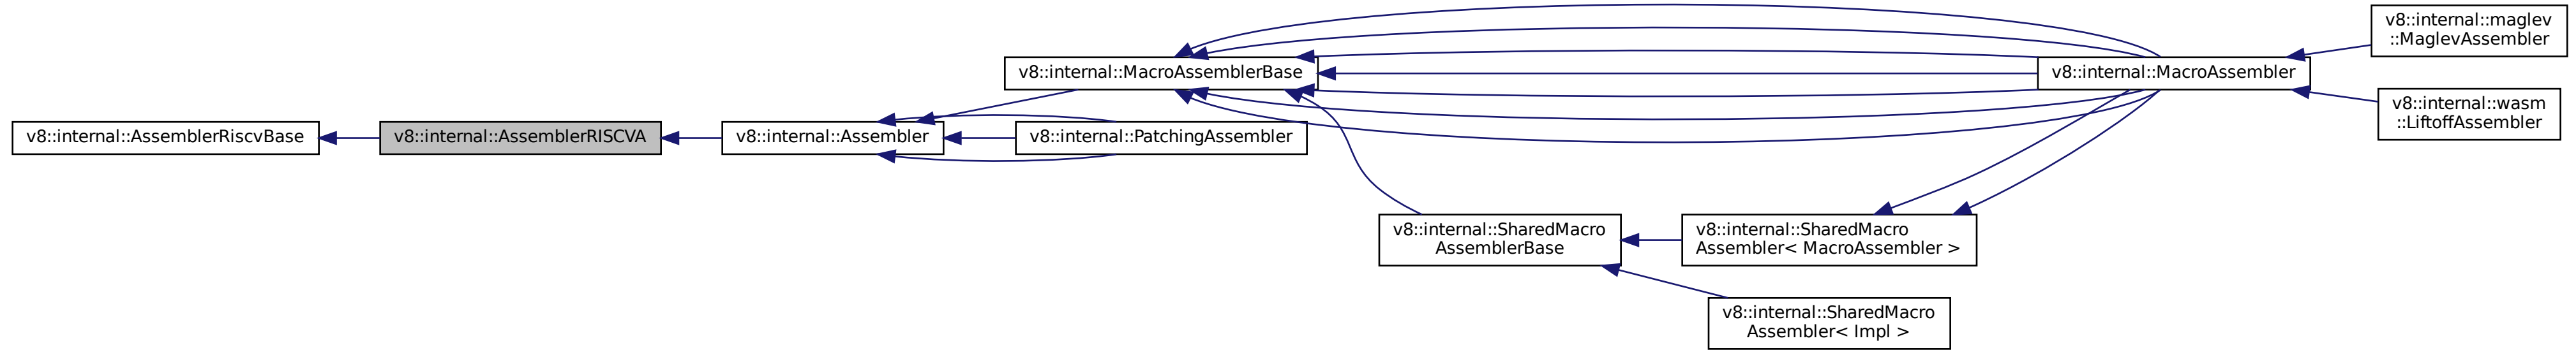 v8::internal::AssemblerRiscvBase
v8::internal::AssemblerRISCVA
v8::internal::Assembler
v8::internal::MacroAssemblerBase
v8::internal::PatchingAssembler
v8::internal::SharedMacro
AssemblerBase
v8::internal::SharedMacro
Assembler< MacroAssembler >
v8::internal::SharedMacro
Assembler< Impl >
v8::internal::MacroAssembler
v8::internal::maglev
::MaglevAssembler
v8::internal::wasm
::LiftoffAssembler